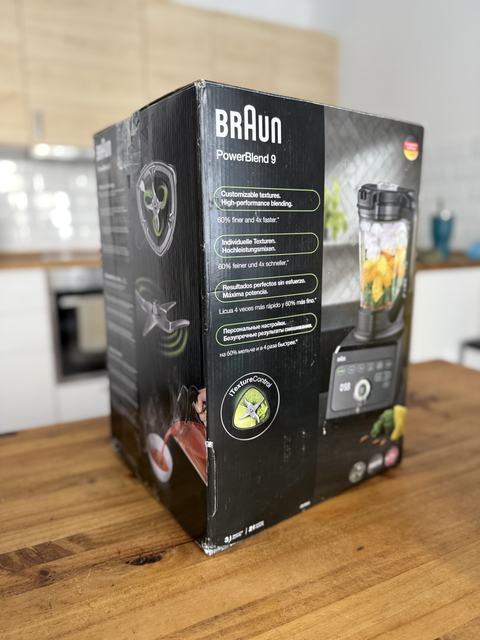 BRAUN
PowerBlend 9
Customizable textures.
High-performance blending.
60% finer and 4x faster.*
Individuelle Texturen.
Hochleistungsmixen.
60% feiner und 4x schneller.*
Resultados perfectos sin esfuerzo.
Máxima potencia.
Licua 4 veces más rápido y 60% más fino.*
Персональные настройки.
Безупречные результаты смешивания.
на 60% мельче и в 4 раза быстрее.*
iTextureControl
BRAUN